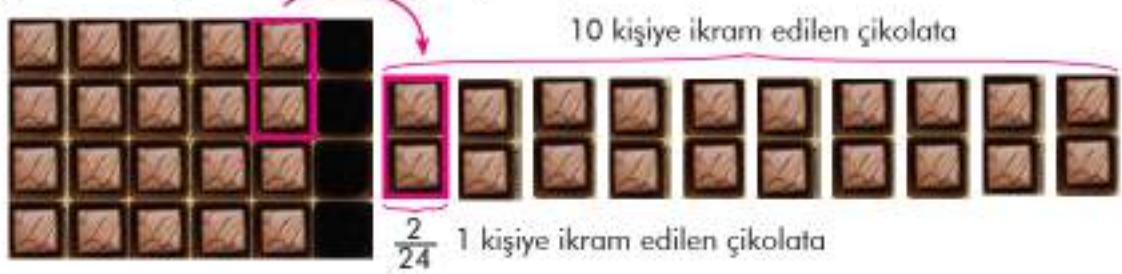 10 kişiye ikram edilen çikolata
2/24 1 kişiye ikram edilen çikolata